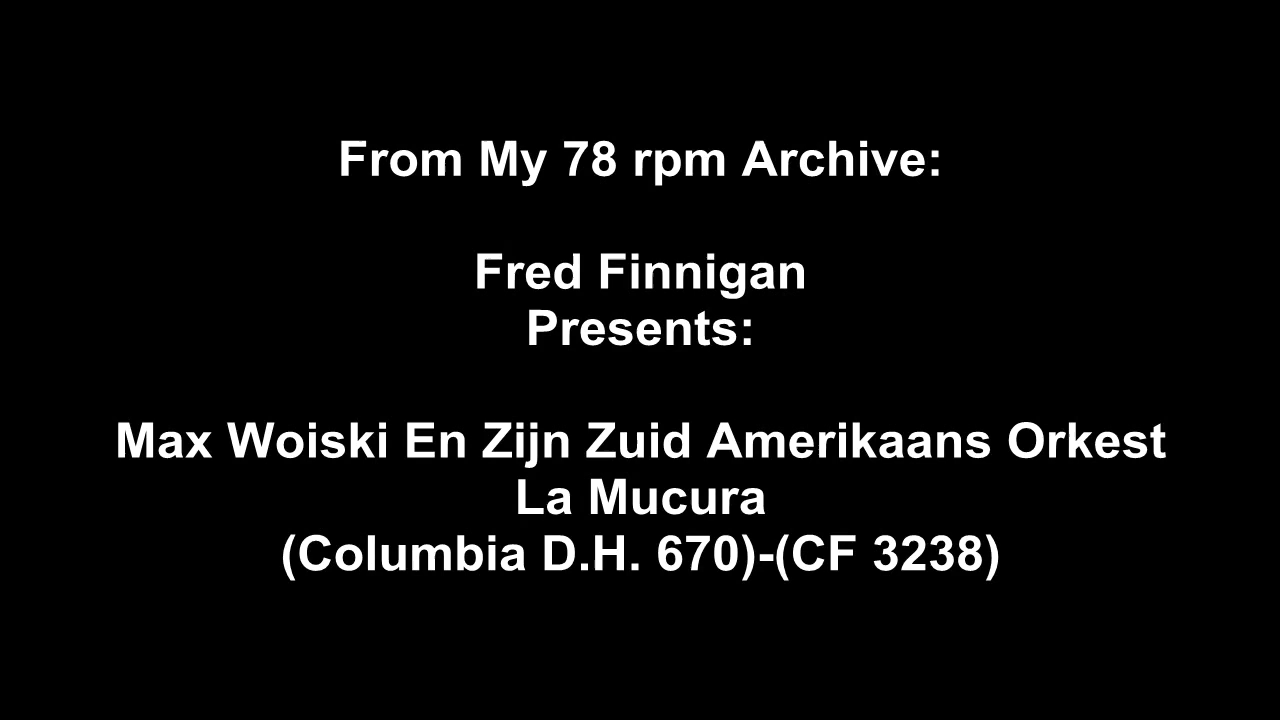 From My 78 rpm Archive:
Fred Finnigan
Presents:
Max Woiski En Zijn Zuid Amerikaans Orkest
La Mucura
(Columbia D.H. 670)-(CF 3238)